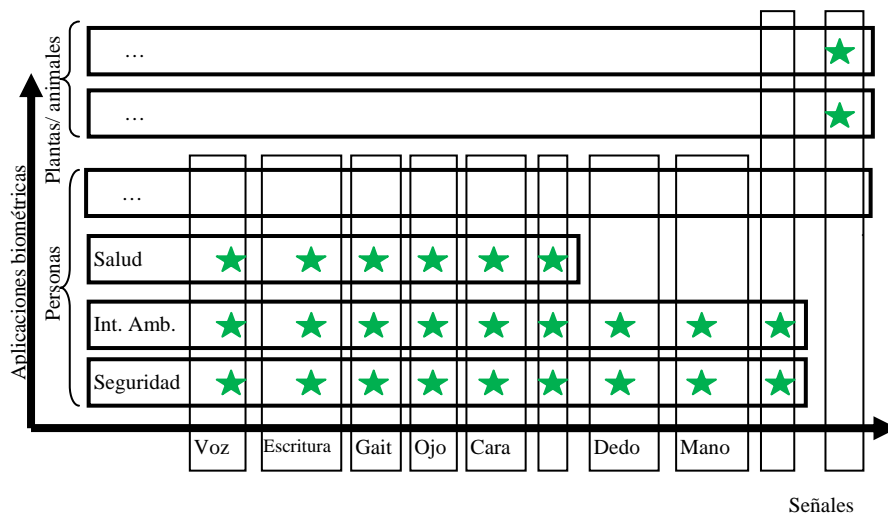 …
…
…
Salud
Int. Amb.
Seguridad
Plantas/ animales
Personas
Aplicaciones biométricas
Voz
Escritura
Gait
Ojo
Cara
Dedo
Mano
Señales